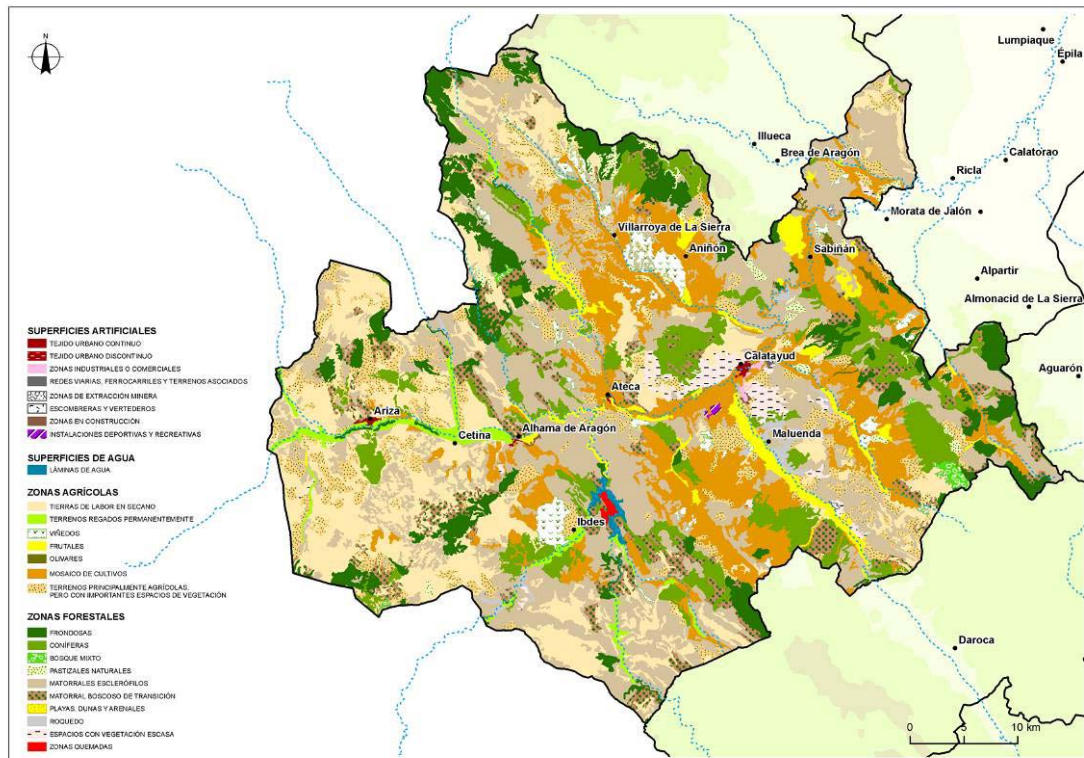 N
Lumpiaque
Épila
Illueca
Brea de Aragón
Calatorao
Ricla
Morata de Jalón
Villarroya de La Sierra
Aniñón
Sabiñán
Alpartir
Almonacid de La Sierra
Calatayud
Aguarón
Ateca
Ariza
Alhama de Aragón
Cetina
Maluenda
Ibdes
Daroca
0 5 10 km
SUPERFICIES ARTIFICIALES
TEJIDO URBANO CONTINUO
TEJIDO URBANO DISCONTINUO
ZONAS INDUSTRIALES O COMERCIALES
REDES VIARIAS, FERROCARRILES Y TERRENOS ASOCIADOS
ZONAS DE EXTRACCIÓN MINERA
ESCOMBRERAS Y VERTEDEROS
ZONAS EN CONSTRUCCIÓN
INSTALACIONES DEPORTIVAS Y RECREATIVAS
SUPERFICIES DE AGUA
LÁMINAS DE AGUA
ZONAS AGRÍCOLAS
TIERRAS DE LABOR EN SECANO
TERRENOS REGADOS PERMANENTEMENTE
VIÑEDOS
FRUTALES
OLIVARES
MOSAICO DE CULTIVOS
TERRENOS PRINCIPALMENTE AGRÍCOLAS,
PERO CON IMPORTANTES ESPACIOS DE VEGETACIÓN
ZONAS FORESTALES
FRONDOSAS
CONÍFERAS
BOSQUE MIXTO
PASTIZALES NATURALES
MATORRALES ESCLERÓFILOS
MATORRAL BOSCOSO DE TRANSICIÓN
PLAYAS, DUNAS Y ARENALES
ROQUEDO
ESPACIOS CON VEGETACIÓN ESCASA
ZONAS QUEMADAS